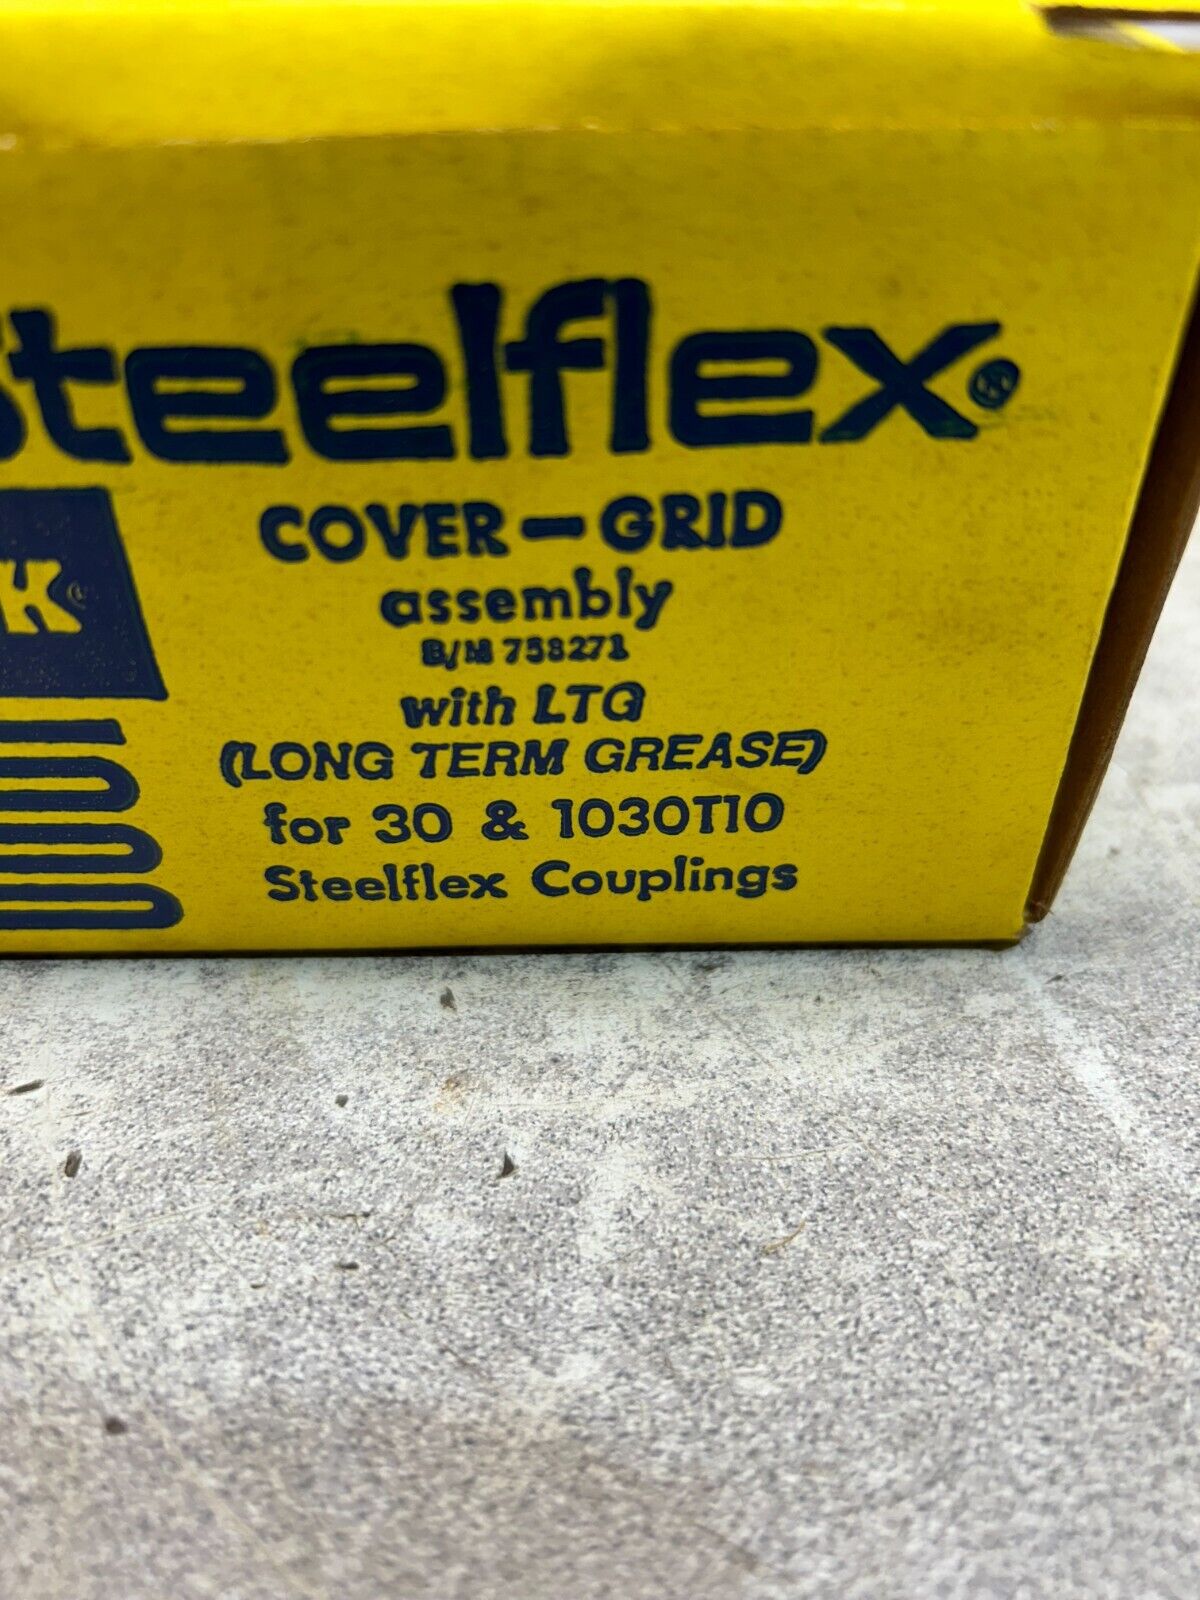 Steelflex®
K®
COVER-GRID
assembly
B/M 758271
with LTG
(LONG TERM GREASE)
for 30 & 1030T10
Steelflex Couplings